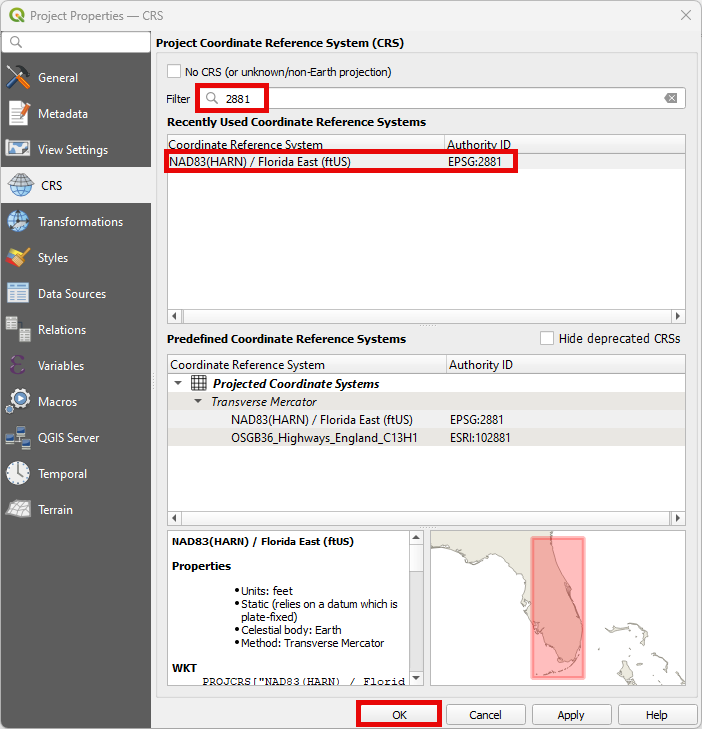 Project Properties — CRS
Project Coordinate Reference System (CRS)
No CRS (or unknown/non-Earth projection)
General
Filter 2881
Metadata
Recently Used Coordinate Reference Systems
View Settings
Coordinate Reference System Authority ID
NAD83(HARN) / Florida East (ftUS) EPSG:2881
CRS
Transformations
Styles
Data Sources
Relations
Predefined Coordinate Reference Systems Hide deprecated CRSs
Variables
Coordinate Reference System Authority ID
Projected Coordinate Systems
Macros
Transverse Mercator
NAD83(HARN) / Florida East (ftUS) EPSG:2881
QGIS Server
OSGB36_Highways_England_C13H1 ESRI:102881
Temporal
Terrain
NAD83(HARN) / Florida East (ftUS)
Properties
•Units: feet
•Static (relies on a datum which is
plate-fixed)
•Celestial body: Earth
•Method: Transverse Mercator
WKT
PROJCRS["NAD83(HARN) / Florid
OK Cancel Apply Help